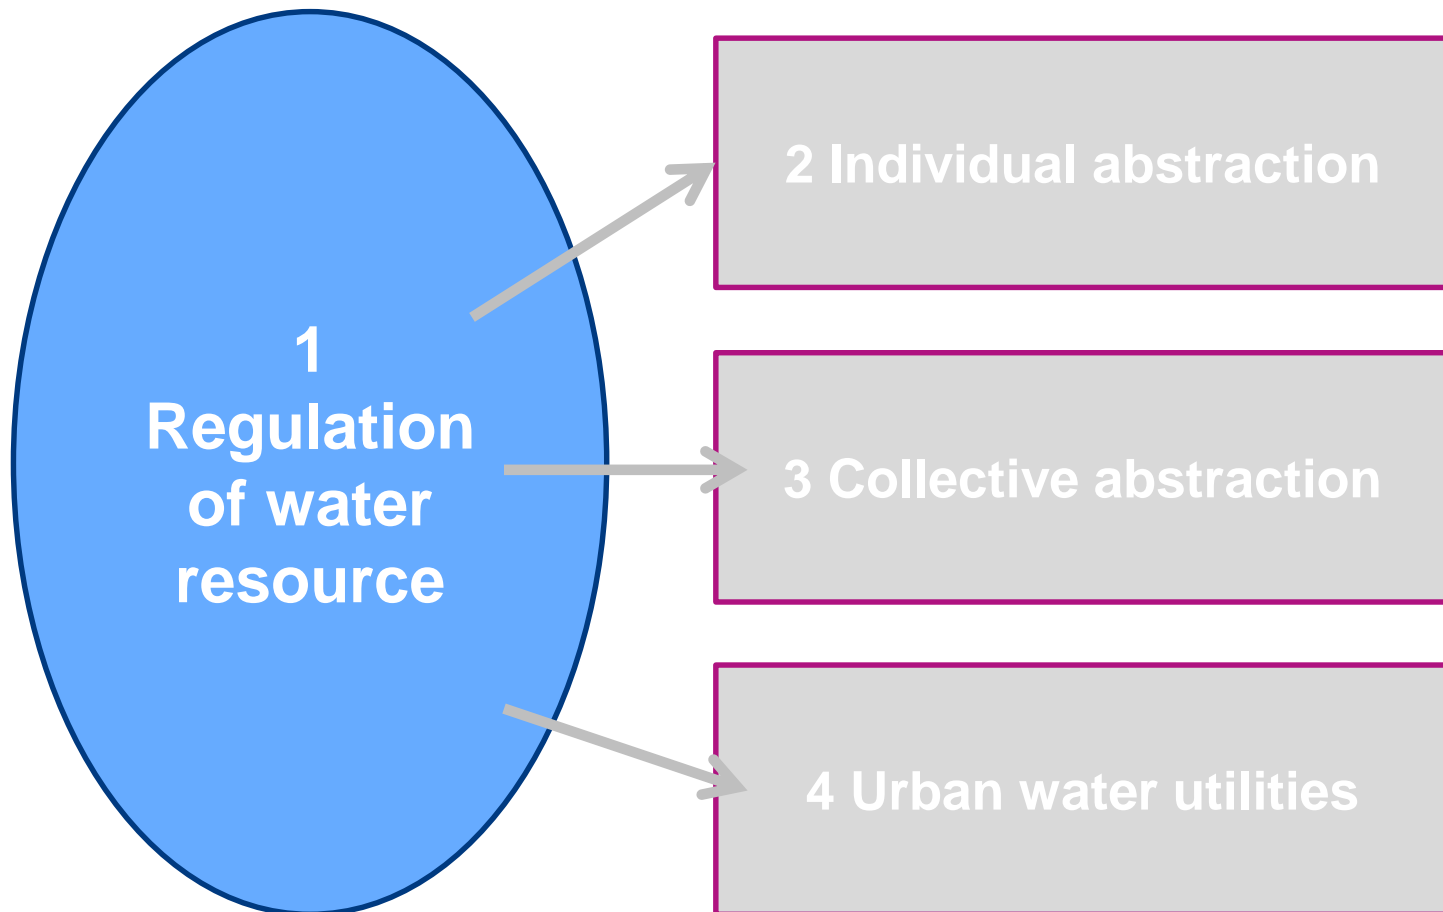 1
Regulation
of water
resource
2 Individual abstraction
3 Collective abstraction
4 Urban water utilities